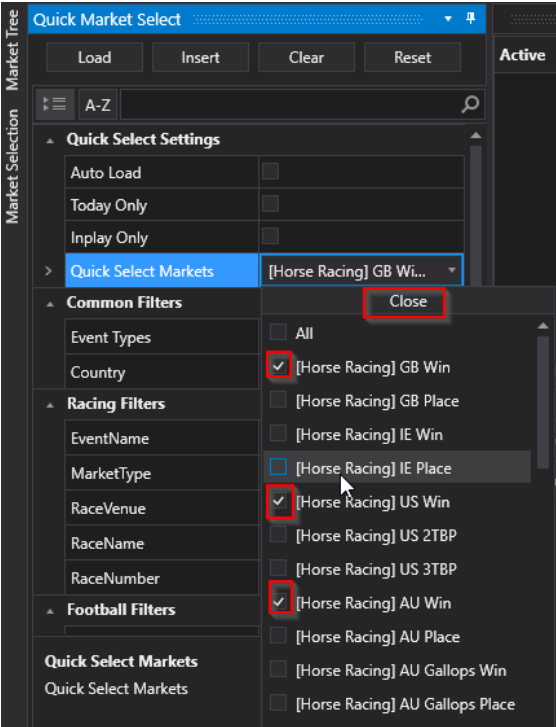 Market Tree
Market Selection
Quick Market Select
Load Insert Clear Reset
Active
A-Z
Quick Select Settings
Auto Load
Today Only
Inplay Only
Quick Select Markets [Horse Racing] GB Wi...
Common Filters
Event Types
Country
Racing Filters
EventName
MarketType
RaceVenue
RaceName
RaceNumber
Football Filters
Quick Select Markets
Quick Select Markets
Close
All
[Horse Racing] GB Win
[Horse Racing] GB Place
[Horse Racing] IE Win
[Horse Racing] IE Place
[Horse Racing] US Win
[Horse Racing] US 2TBP
[Horse Racing] US 3TBP
[Horse Racing] AU Win
[Horse Racing] AU Place
[Horse Racing] AU Gallops Win
[Horse Racing] AU Gallops Place